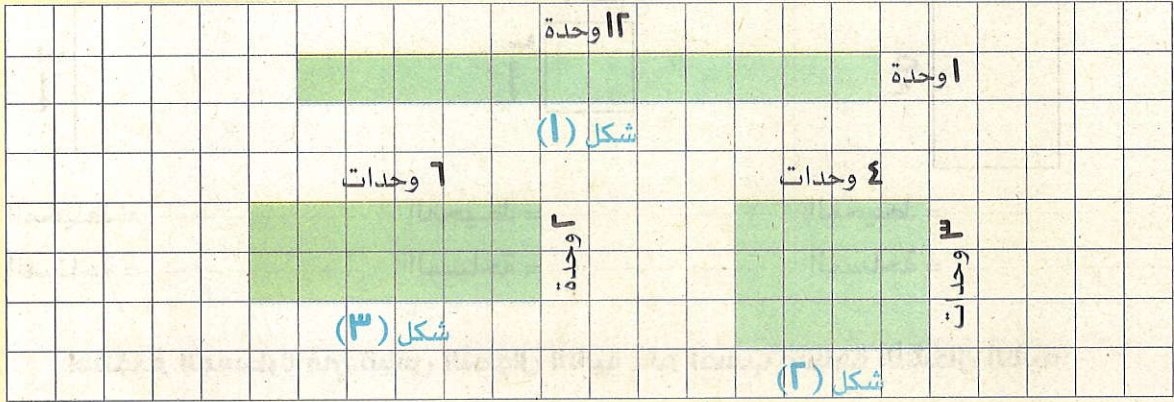 ١٢ وحدة
١ وحدة
شكل (١)
٤ وحدات
٣ وحدات
شكل (٢)
٦ وحدات
٢ وحدة
شكل (٣)